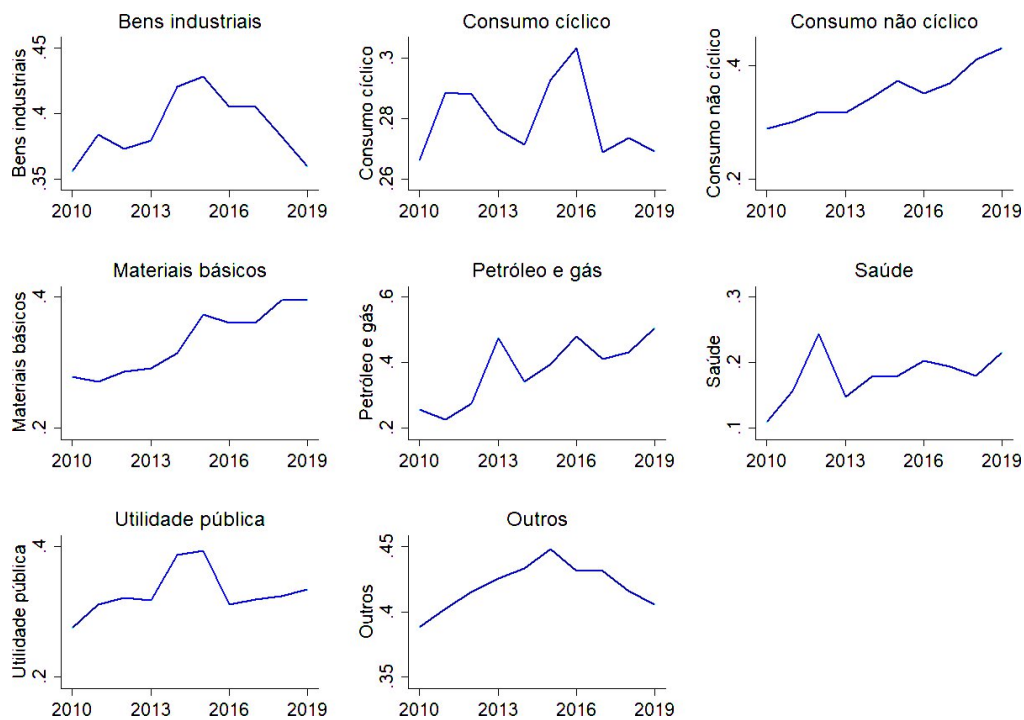 Bens industriais
Bens industriais
.45
.4
.35
2010 2013 2016 2019
Consumo cíclico
Consumo cíclico
.3
.28
.26
2010 2013 2016 2019
Consumo não cíclico
Consumo não cíclico
.4
.2
2010 2013 2016 2019
Materiais básicos
Materiais básicos
.4
.2
2010 2013 2016 2019
Petróleo e gás
Petróleo e gás
.6
.4
.2
2010 2013 2016 2019
Saúde
Saúde
.3
.2
.1
2010 2013 2016 2019
Utilidade pública
Utilidade pública
.4
.2
2010 2013 2016 2019
Outros
Outros
.45
.4
.35
2010 2013 2016 2019